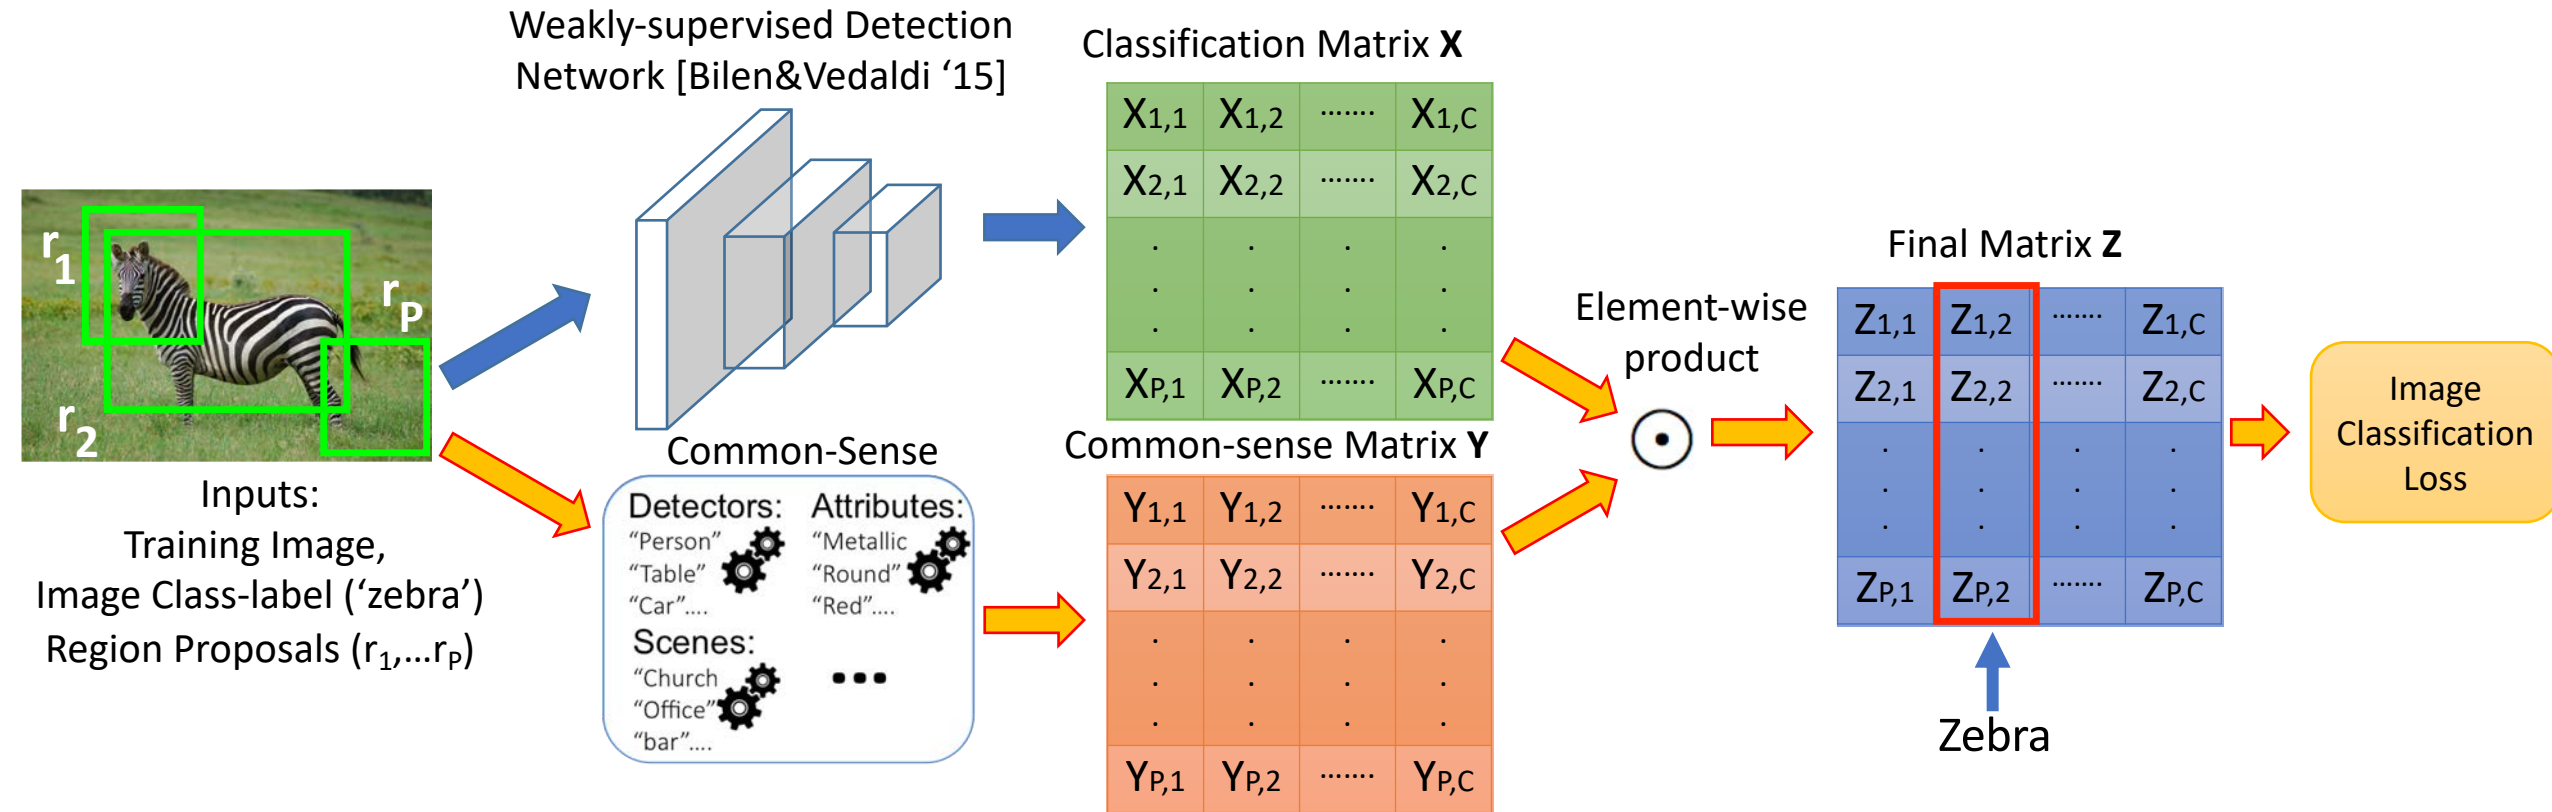 Weakly-supervised Detection
Network [Bilen&Vedaldi ‘15]
Classification Matrix X
X1,1 X1,2 ....... X1,C
X2,1 X2,2 ....... X2,C
. . . .
. . . .
. . . .
XP,1 XP,2 ....... XP,C
r1
r2
rP
Inputs:
Training Image,
Image Class-label (‘zebra’)
Region Proposals (r1,...rP)
Common-Sense
Detectors:
“Person”
“Table”
“Car”....
Attributes:
“Metallic
“Round”
“Red”....
Scenes:
“Church
“Office”
“bar”....
...
Common-sense Matrix Y
Y1,1 Y1,2 ....... Y1,C
Y2,1 Y2,2 ....... Y2,C
. . . .
. . . .
. . . .
YP,1 YP,2 ....... YP,C
Element-wise
product
Final Matrix Z
Z1,1 Z1,2 ....... Z1,C
Z2,1 Z2,2 ....... Z2,C
. . . .
. . . .
. . . .
ZP,1 ZP,2 ....... ZP,C
Zebra
Image
Classification
Loss